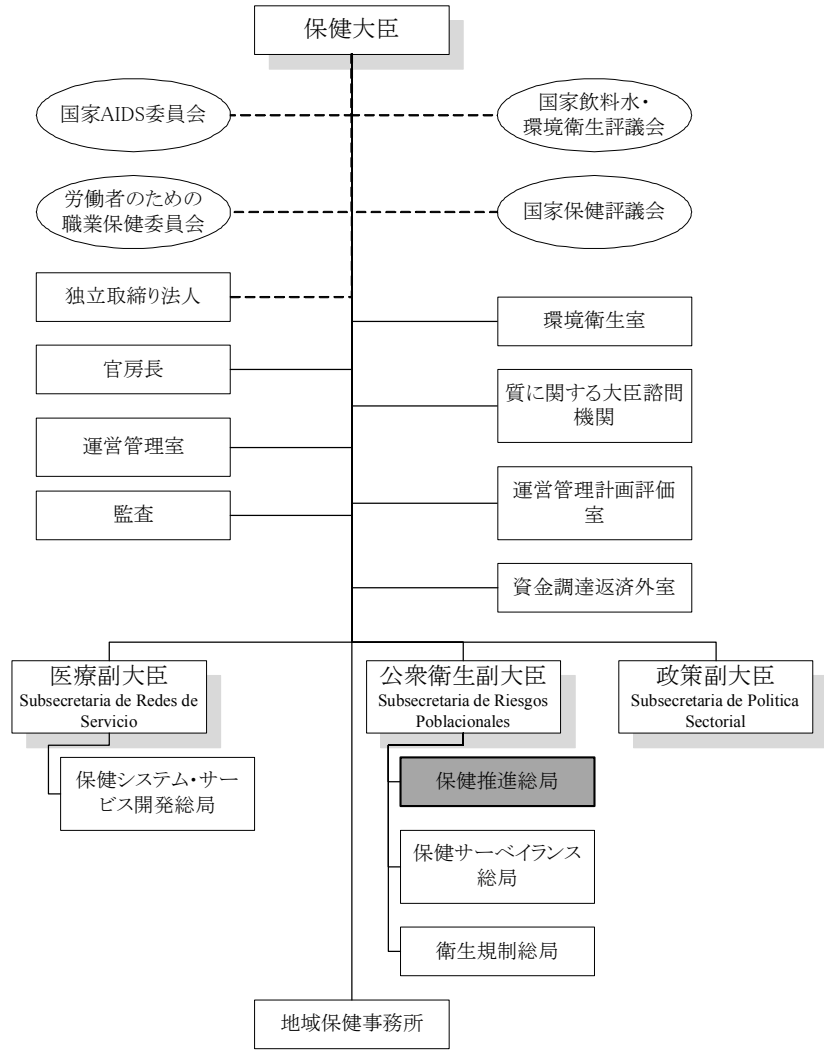 保健大臣
国家AIDS委員会
国家飲料水・
環境衛生評議会
労働者のための
職業保健委員会
国家保健評議会
独立取締り法人
環境衛生室
官房長
質に関する大臣諮問
機関
運営管理室
運営管理計画評価
室
監査
資金調達返済外室
医療副大臣
Subsecretaria de Redes de
Servicio
公衆衛生副大臣
Subsecretaria de Riesgos
Poblacionales
政策副大臣
Subsecretaria de Politica
Sectorial
保健システム・サー
ビス開発総局
保健推進総局
保健サーベイランス
総局
衛生規制総局
地域保健事務所